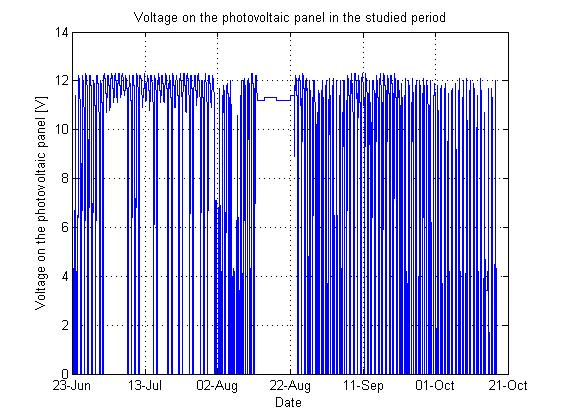 Voltage on the photovoltaic panel in the studied period
Voltage on the photovoltaic panel [V]
14
12
10
8
6
4
2
0
23-Jun 13-Jul 02-Aug 22-Aug 11-Sep 01-Oct 21-Oct
Date